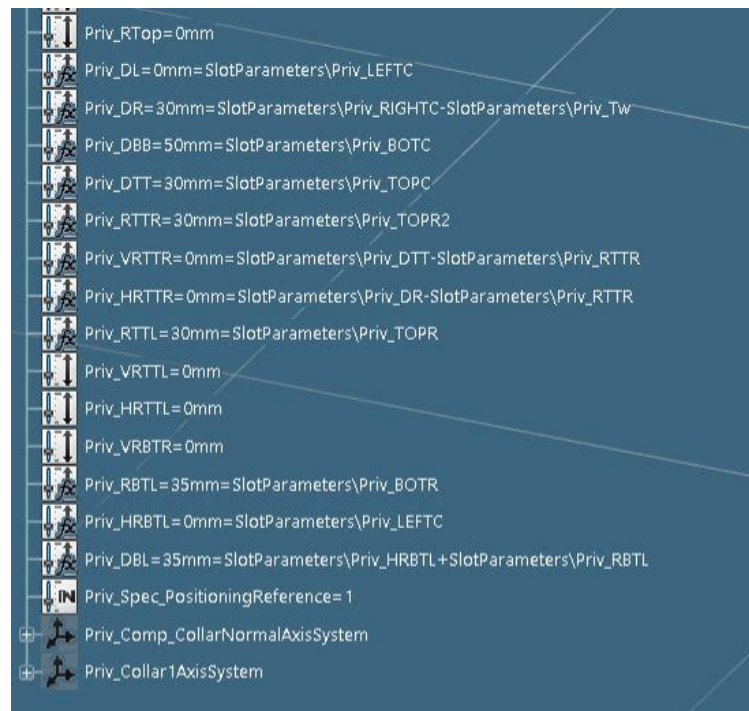 Priv_RTop=0mm
Priv_DL=0mm=SlotParameters\Priv_LEFTC
Priv_DR=30mm=SlotParameters\Priv_RIGHTC-SlotParameters\Priv_Tw
Priv_DBB=50mm=SlotParameters\Priv_BOTC
Priv_DTT=30mm=SlotParameters\Priv_TOPC
Priv_RTTR=30mm=SlotParameters\Priv_TOPR2
Priv_VRTTR=0mm=SlotParameters\Priv_DTT-SlotParameters\Priv_RTTR
Priv_HRTTR=0mm=SlotParameters\Priv_DR-SlotParameters\Priv_RTTR
Priv_RTTL=30mm=SlotParameters\Priv_TOPR
Priv_VRTTL=0mm
Priv_HRTTL=0mm
Priv_VRBTR=0mm
Priv_RBTL=35mm=SlotParameters\Priv_BOTR
Priv_HRBTL=0mm=SlotParameters\Priv_LEFTC
Priv_DBL=35mm=SlotParameters\Priv_HRBTL+SlotParameters\Priv_RBTL
IN Priv_Spec_PositioningReference=1
Priv_Comp_CollarNormalAxisSystem
Priv_Collar1AxisSystem